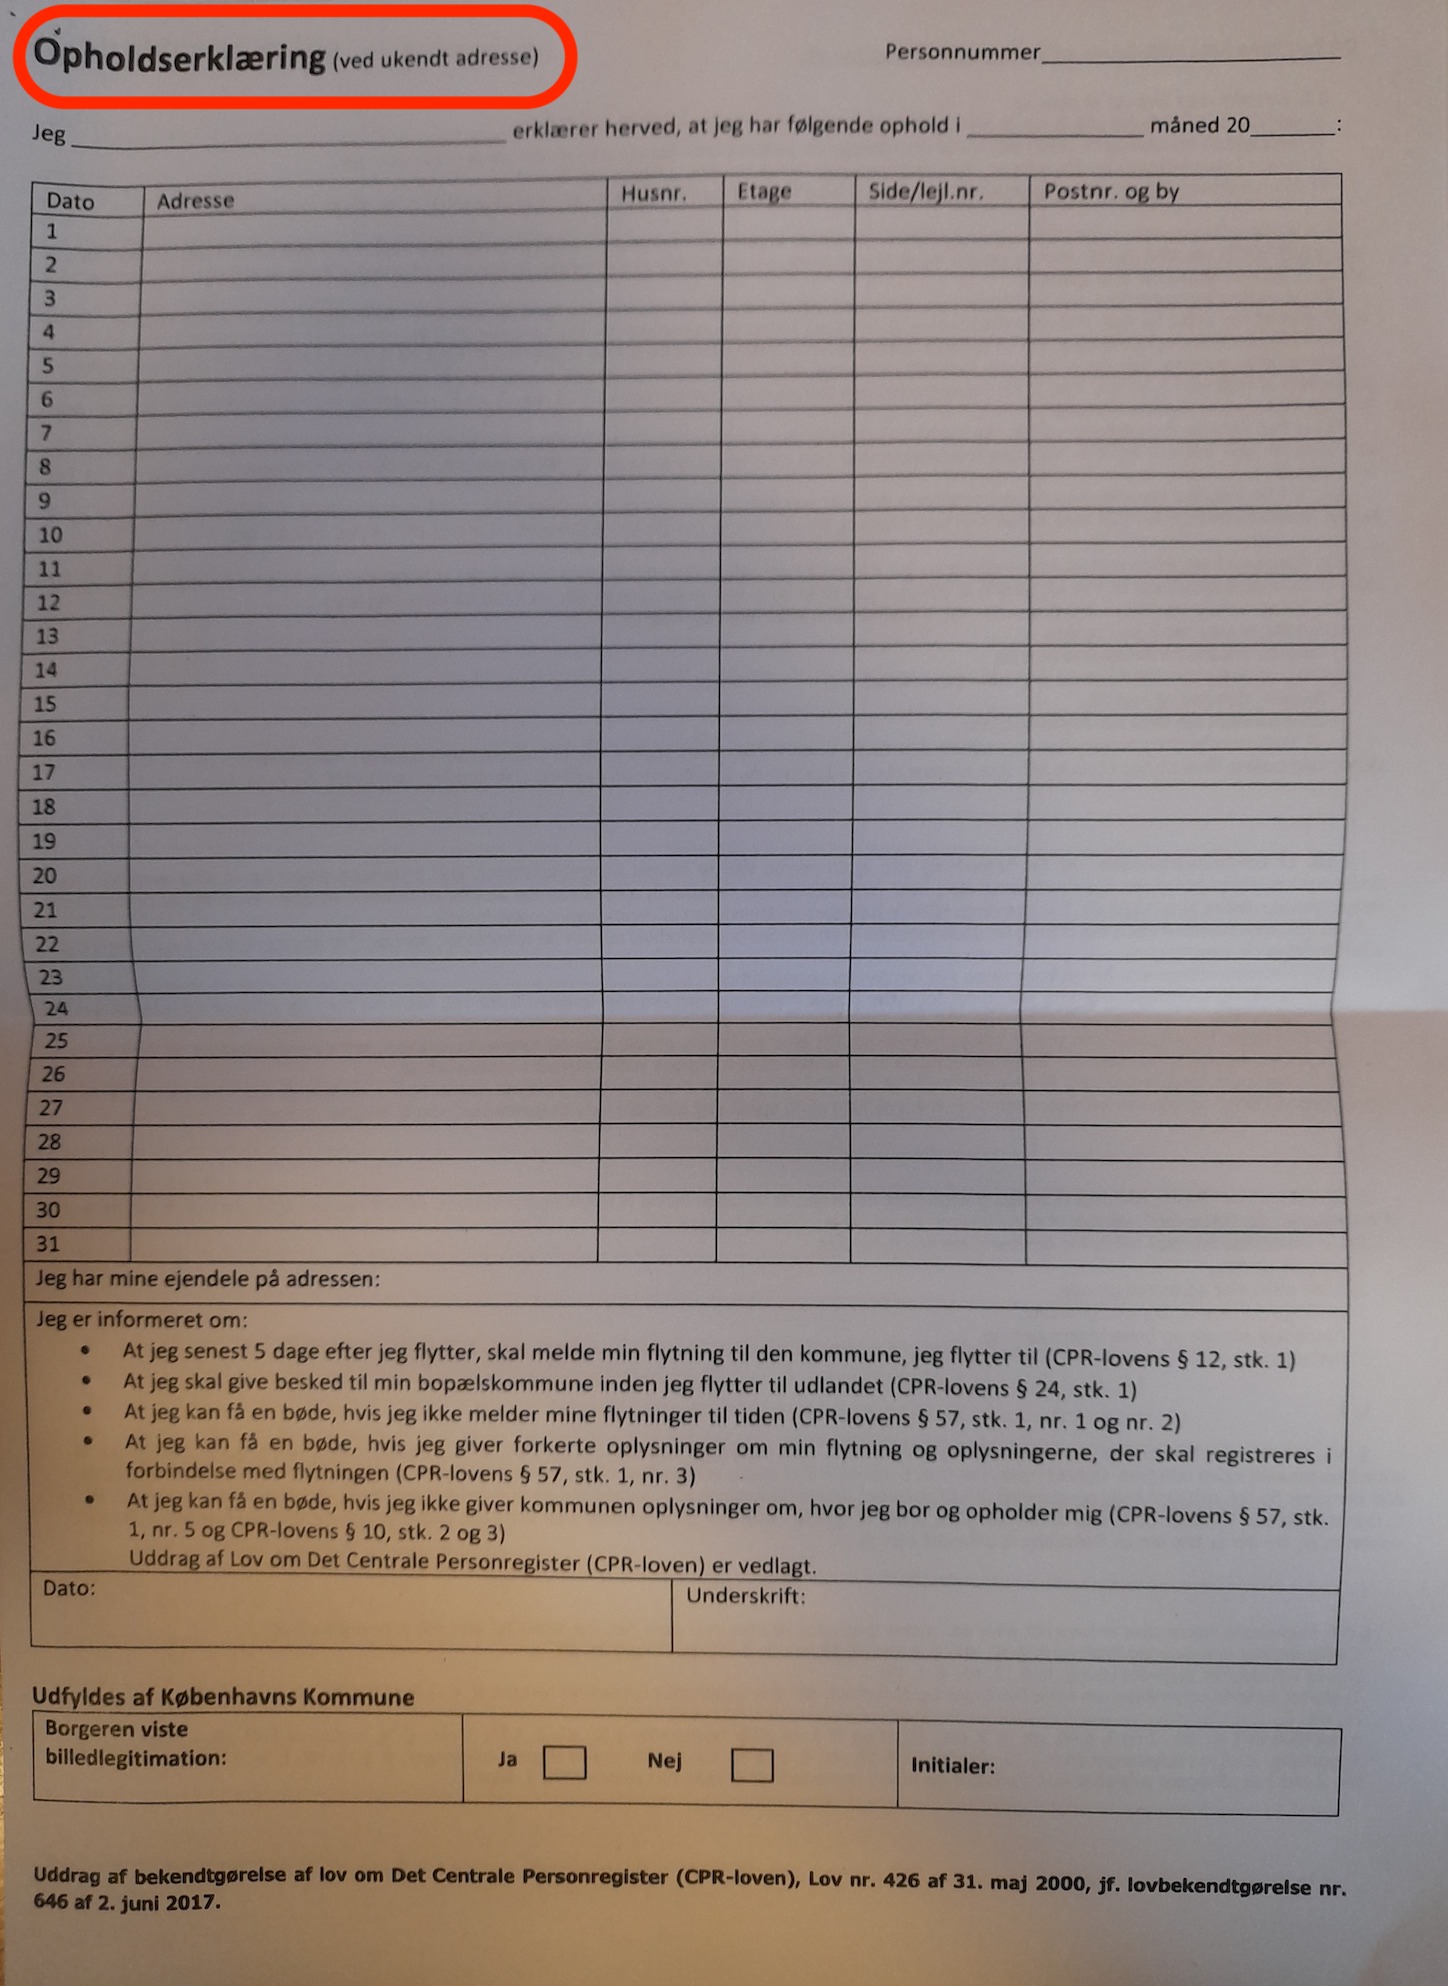 Opholdserklæring (ved ukendt adresse) Personnummer
Jeg erklærer herved, at jeg har følgende ophold i måned 20 :
Dato Adresse Husnr. Etage Side/lejl.nr. Postnr. og by
1
2
3
4
5
6
7
8
9
10
11
12
13
14
15
16
17
18
19
20
21
22
23
24
25
26
27
28
29
30
31
Jeg har mine ejendele på adressen:
Jeg er informeret om:
• At jeg senest 5 dage efter jeg flytter, skal melde min flytning til den kommune, jeg flytter til (CPR-lovens § 12, stk. 1)
• At jeg skal give besked til min bopælskommune inden jeg flytter til udlandet (CPR-lovens § 24, stk. 1)
• At jeg kan få en bøde, hvis jeg ikke melder mine flytninger til tiden (CPR-lovens § 57, stk. 1, nr. 1 og nr. 2)
• At jeg kan få en bøde, hvis jeg giver forkerte oplysninger om min flytning og oplysningerne, der skal registreres i
forbindelse med flytningen (CPR-lovens § 57, stk. 1, nr. 3)
• At jeg kan få en bøde, hvis jeg ikke giver kommunen oplysninger om, hvor jeg bor og opholder mig (CPR-lovens § 57, stk.
1, nr. 5 og CPR-lovens § 10, stk. 2 og 3)
Uddrag af Lov om Det Centrale Personregister (CPR-loven) er vedlagt.
Dato: Underskrift:
Udfyldes af Københavns Kommune
Borgeren viste
billedlegitimation: Ja Nej Initialer:
Uddrag af bekendtgørelse af lov om Det Centrale Personregister (CPR-loven), Lov nr. 426 af 31. maj 2000, jf. lovbekendtgørelse nr.
646 af 2. juni 2017.